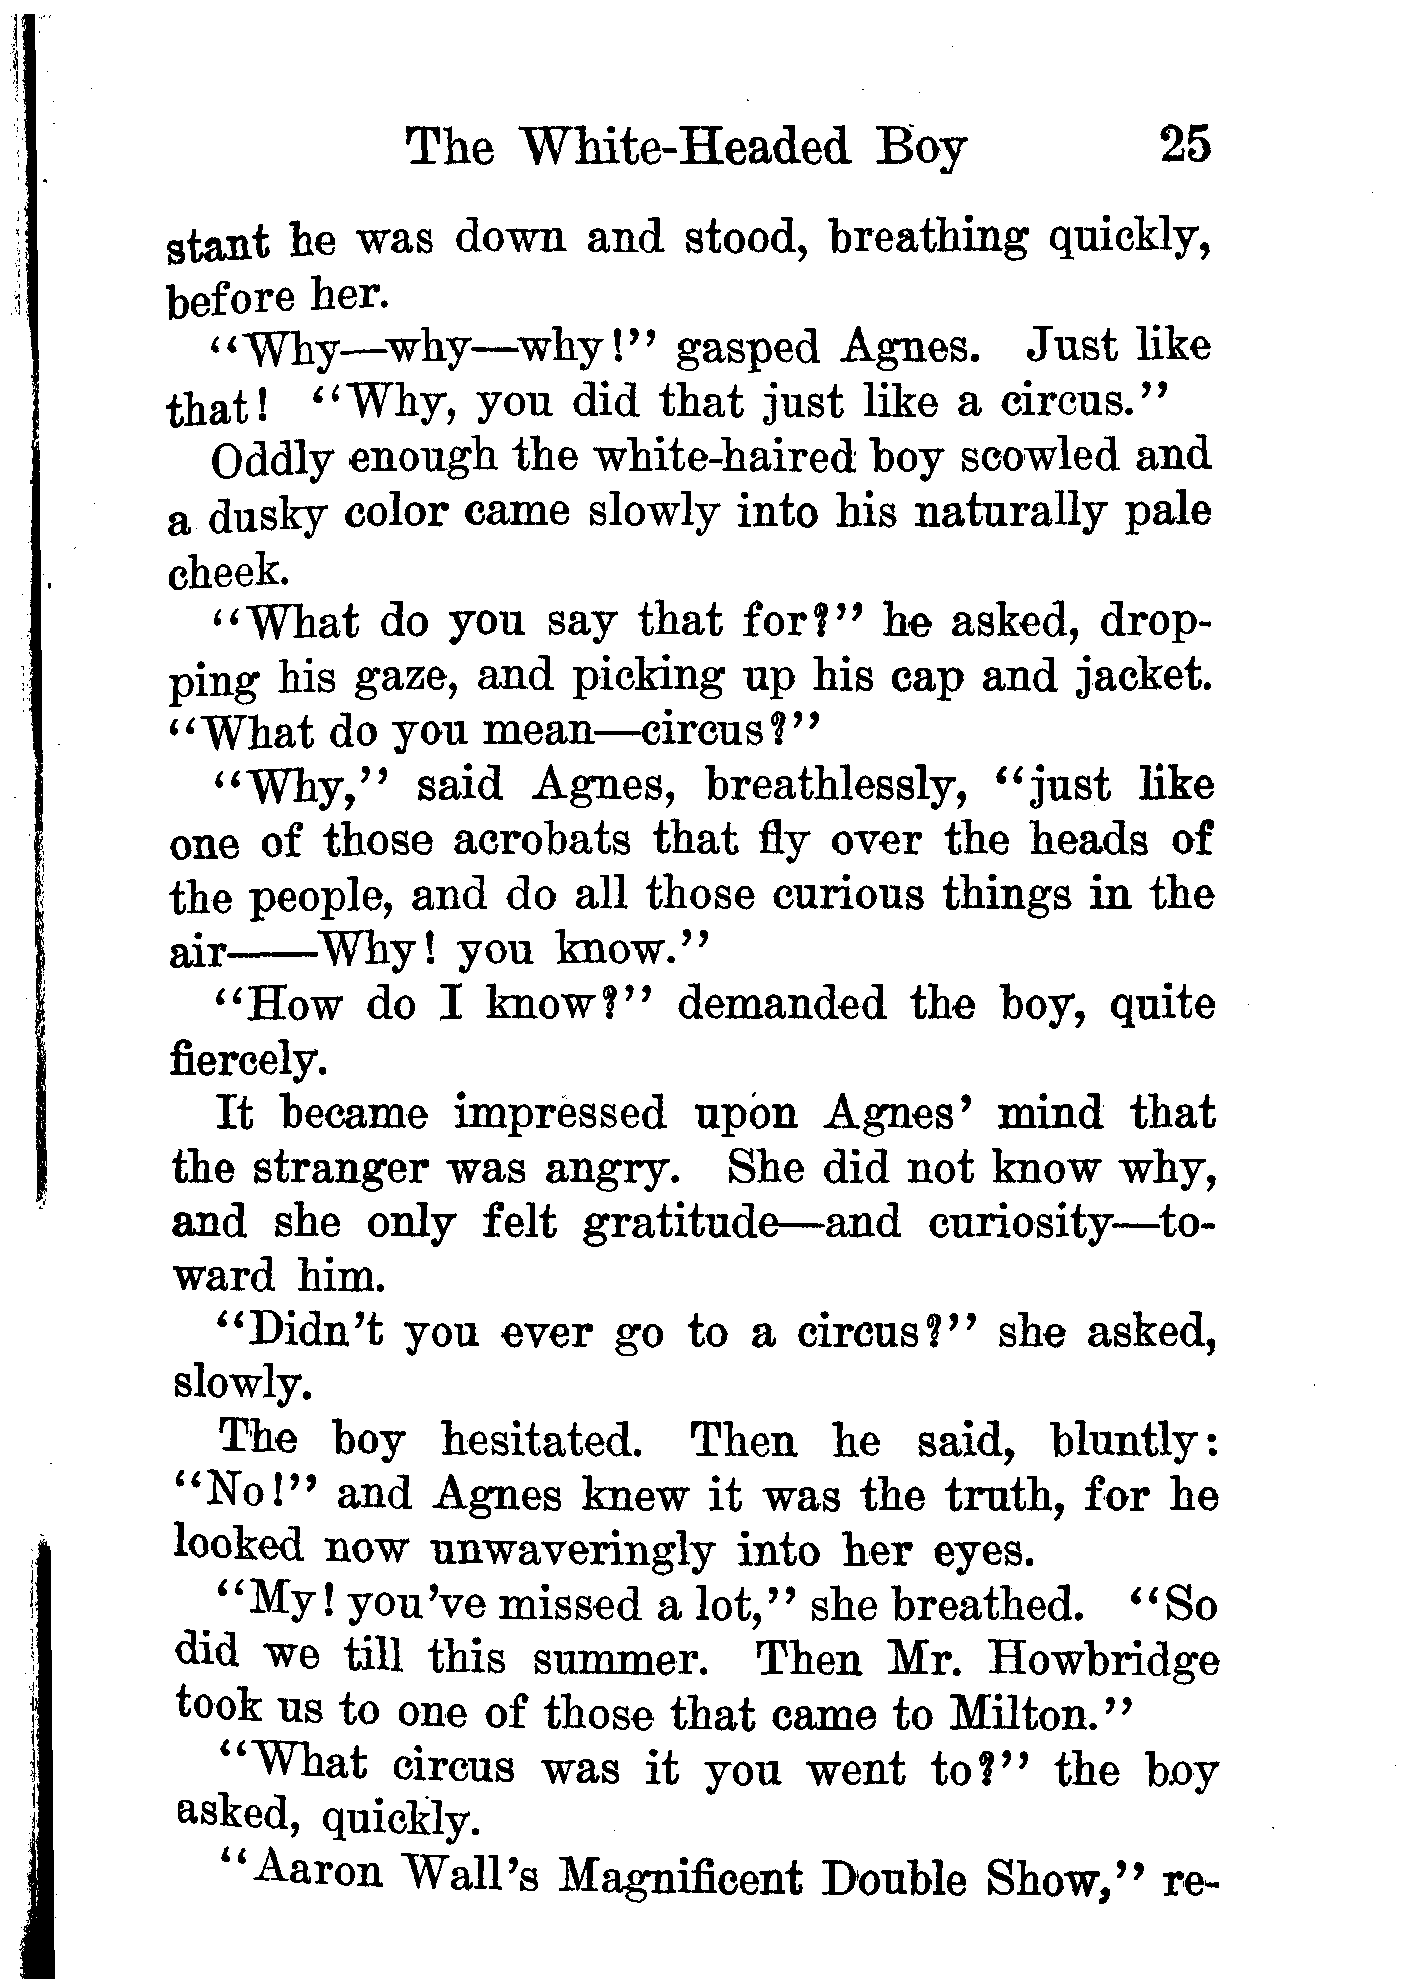 The White-Headed Boy 25
stant he was down and stood, breathing quickly,
before her.
"Why—why—why!" gasped Agnes. Just like
that! "Why, you did that just like a circus."
Oddly enough the white-haired boy scowled and
a dusky color came slowly into his naturally pale
cheek.
"What do you say that for?" he asked, drop-
ping his gaze, and picking up his cap and jacket.
"What do you mean—circus?"
"Why," said Agnes, breathlessly, "just like
one of those acrobats that fly over the heads of
the people, and do all those curious things in the
air——Why! you know."
"How do I know?" demanded the boy, quite
fiercely.
It became impressed upon Agnes' mind that
the stranger was angry. She did not know why,
and she only felt gratitude—and curiosity—to-
ward him.
"Didn't you ever go to a circus?" she asked,
slowly.
The boy hesitated. Then he said, bluntly:
"No!" and Agnes knew it was the truth, for he
looked now unwaveringly into her eyes.
"My! you've missed a lot," she breathed. "So
did we till this summer. Then Mr. Howbridge
took us to one of those that came to Milton."
"What circus was it you went to?" the boy
asked, quickly.
"Aaron Wall's Magnificent Double Show," re-